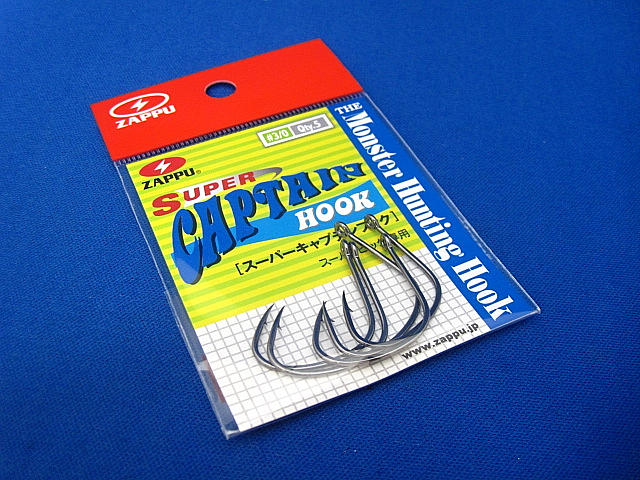 ZAPPU
#3/0 Qty.5
THE Monster Hunting Hook
ZAPPU®
SUPER
CAPTAIN
HOOK
[スーパーキャプテンフック]
www.zappu.jp